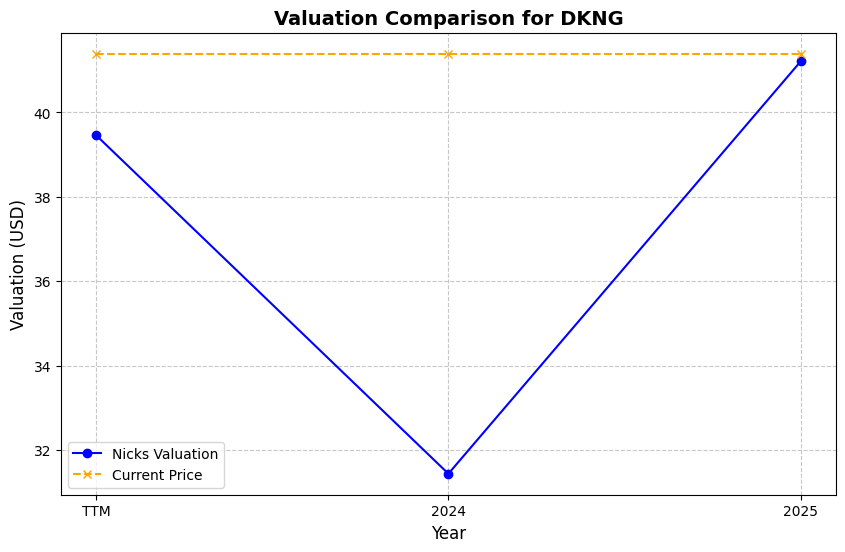 Valuation Comparison for DKNG
Valuation (USD)
40
38
36
34
32
Nicks Valuation
Current Price
TTM
2024
2025
Year